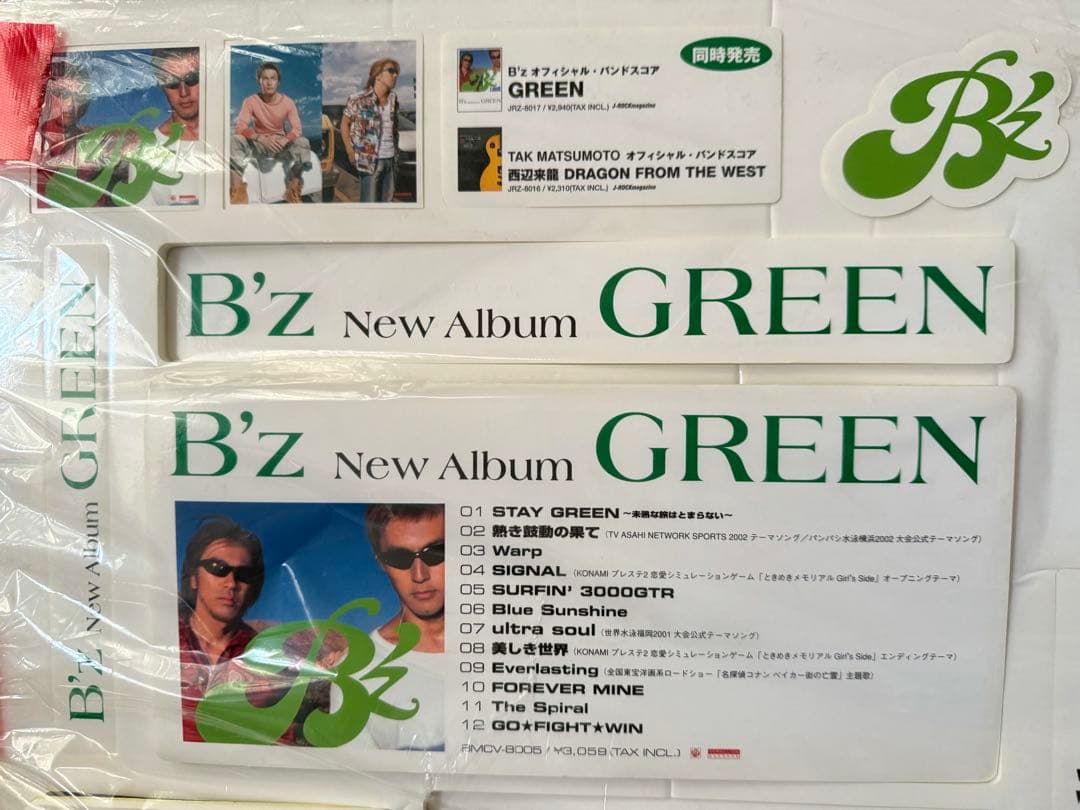 B'z
B'z オフィシャル・バンドスコア
GREEN
JRZ-8017 / ¥2,940(TAX INCL.) J-ROCKmagazine
同時発売
TAK MATSUMOTO オフィシャル・バンドスコア
西辺来龍 DRAGON FROM THE WEST
JRZ-8016 / ¥2,310(TAX INCL.) J-ROCKmagazine
B'z
B'z New Album GREEN
B'z New Album GREEN
B'z New Album GREEN
B'z
01 STAY GREEN ～未熟な旅はとまらない～
02 熱き鼓動の果て (TV ASAHI NETWORK SPORTS 2002 テーマソング／パンパシ水泳横浜2002 大会公式テーマソング)
03 Warp
04 SIGNAL (KONAMI プレステ2 恋愛シミュレーションゲーム「ときめきメモリアル Girl's Side」オープニングテーマ)
05 SURFIN' 3000GTR
06 Blue Sunshine
07 ultra soul (世界水泳福岡2001 大会公式テーマソング)
08 美しき世界 (KONAMI プレステ2 恋愛シミュレーションゲーム「ときめきメモリアル Girl's Side」エンディングテーマ)
09 Everlasting (全国東宝洋画系ロードショー「名探偵コナン ベイカー街の亡霊」主題歌)
10 FOREVER MINE
11 The Spiral
12 GO★FIGHT★WIN
BMCV-8005 / ¥3,059 (TAX INCL.)